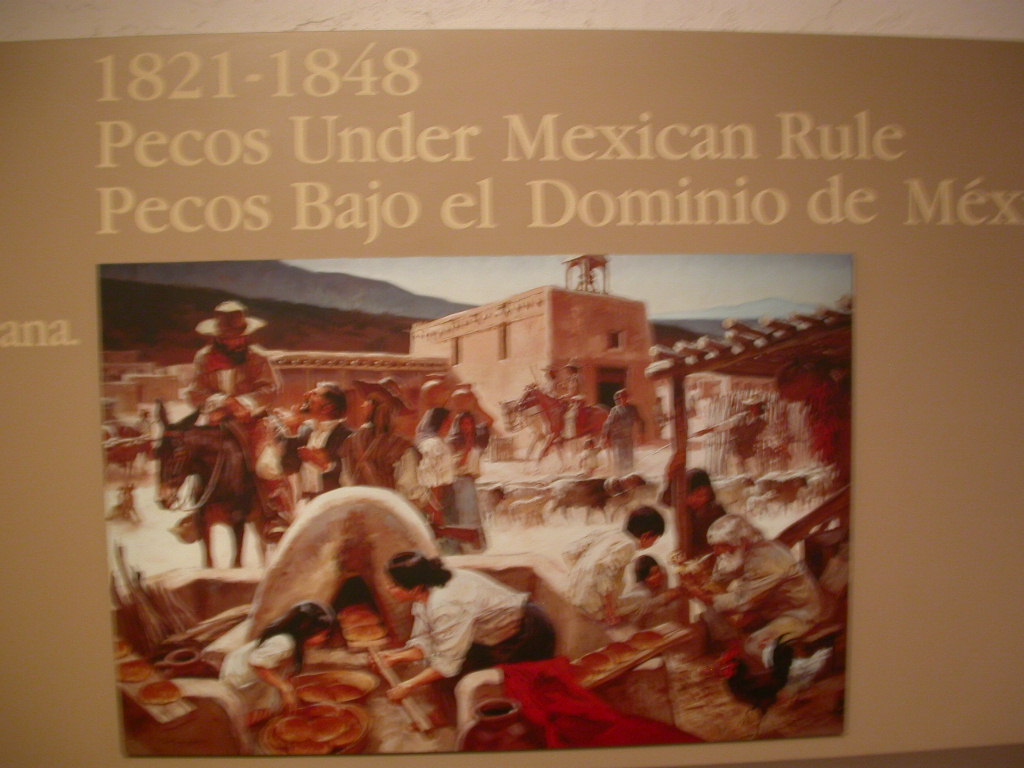 1821-1848
Pecos Under Mexican Rule
Pecos Bajo el Dominio de Méx
ana.